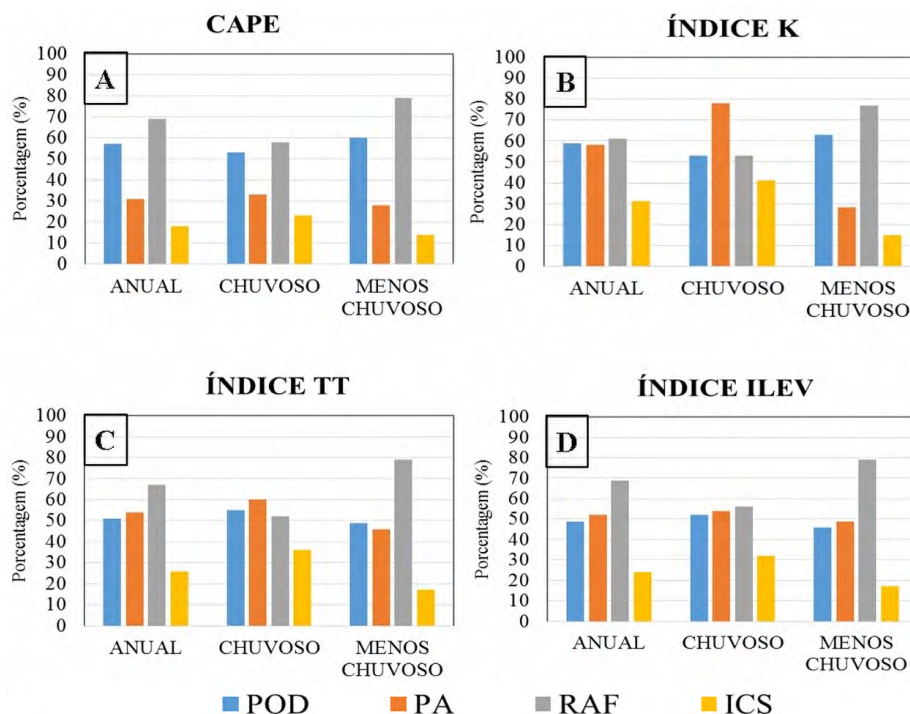 CAPE
A
Porcentagem (%)
100
90
80
70
60
50
40
30
20
10
0
ANUAL
CHUVOSO
MENOS
CHUVOSO
ÍNDICE K
B
Porcentagem (%)
100
90
80
70
60
50
40
30
20
10
0
ANUAL
CHUVOSO
MENOS
CHUVOSO
ÍNDICE TT
C
Porcentagem (%)
100
90
80
70
60
50
40
30
20
10
0
ANUAL
CHUVOSO
MENOS
CHUVOSO
ÍNDICE ILEV
D
Porcentagem (%)
100
90
80
70
60
50
40
30
20
10
0
ANUAL
CHUVOSO
MENOS
CHUVOSO
POD PA RAF ICS